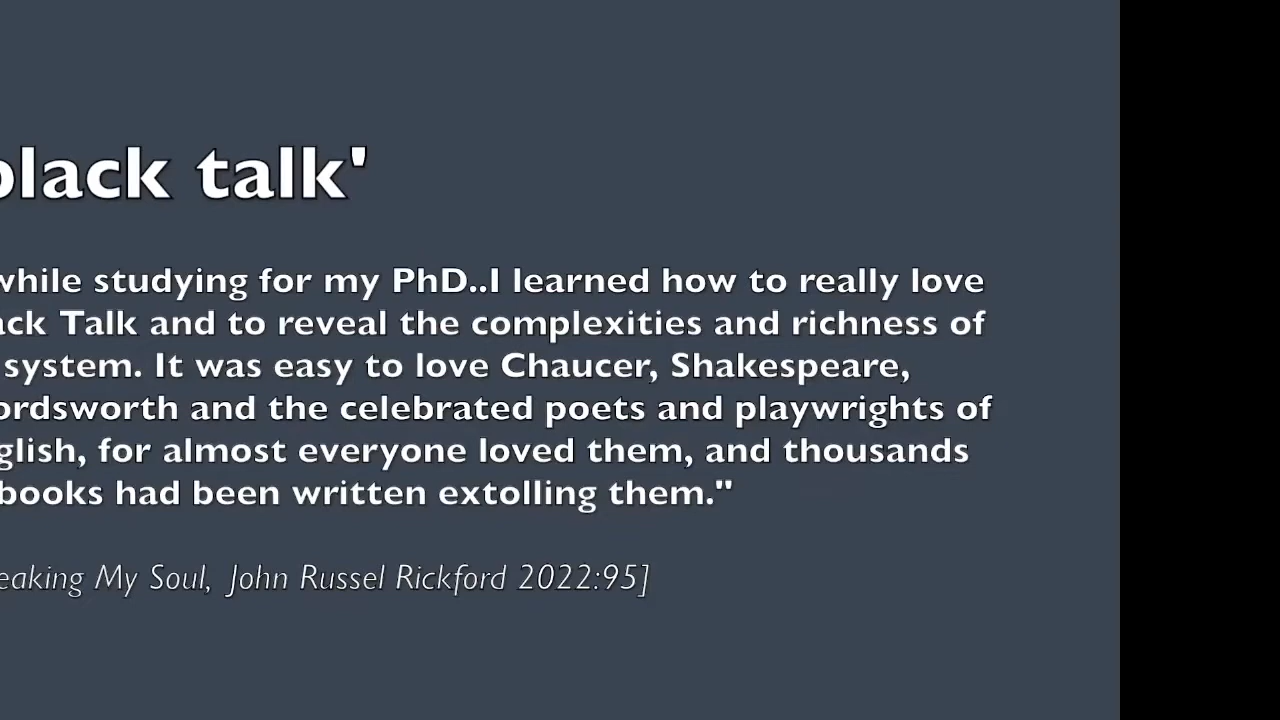 black talk'
while studying for my PhD..I learned how to really love
ack Talk and to reveal the complexities and richness of
system. It was easy to love Chaucer, Shakespeare,
ordsworth and the celebrated poets and playwrights of
glish, for almost everyone loved them, and thousands
books had been written extolling them."
eaking My Soul, John Russel Rickford 2022:95]